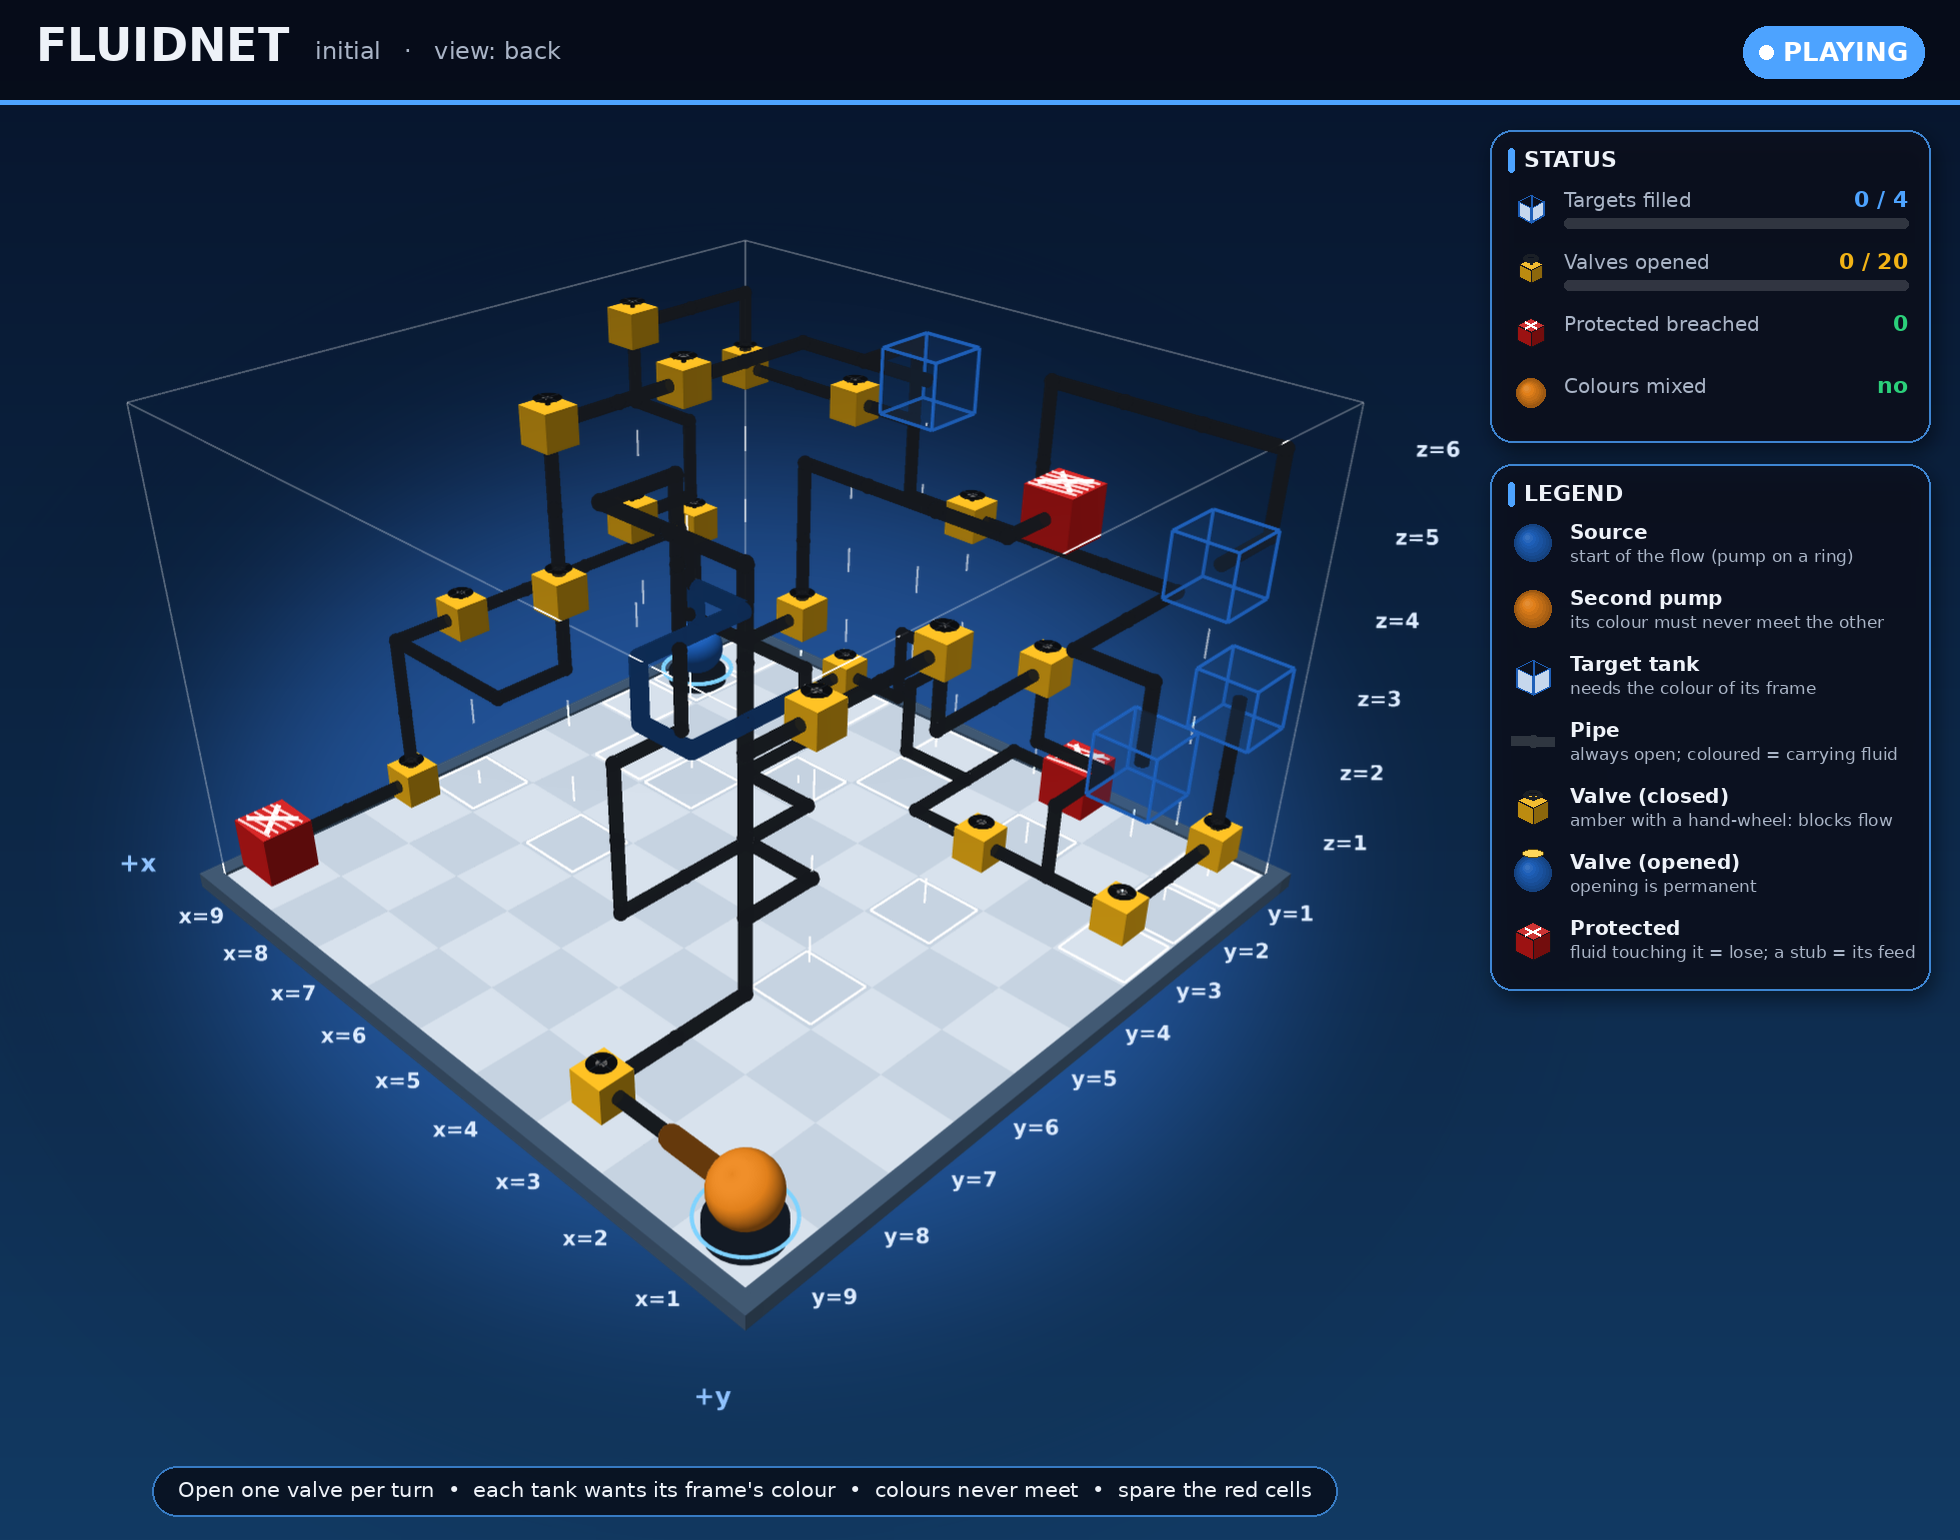 FLUIDNET initial · view: back
PLAYING
STATUS
Targets filled 0 / 4
Valves opened 0 / 20
Protected breached 0
Colours mixed no
LEGEND
Source
start of the flow (pump on a ring)
Second pump
its colour must never meet the other
Target tank
needs the colour of its frame
Pipe
always open; coloured = carrying fluid
Valve (closed)
amber with a hand-wheel: blocks flow
Valve (opened)
opening is permanent
Protected
fluid touching it = lose; a stub = its feed
z=6
z=5
z=4
z=3
z=2
z=1
+x
x=9
x=8
x=7
x=6
x=5
x=4
x=3
x=2
x=1
y=1
y=2
y=3
y=4
y=5
y=6
y=7
y=8
y=9
+y
Open one valve per turn • each tank wants its frame's colour • colours never meet • spare the red cells